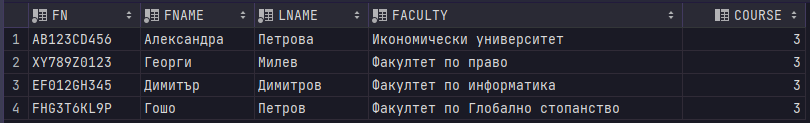 FN FNAME LNAME FACULTY COURSE
1 AB123CD456 Александра Петрова Икономически университет 3
2 XY789Z0123 Георги Милев Факултет по право 3
3 EF012GH345 Димитър Димитров Факултет по информатика 3
4 FHG3T6KL9P Гошо Петров Факултет по Глобално стопанство 3